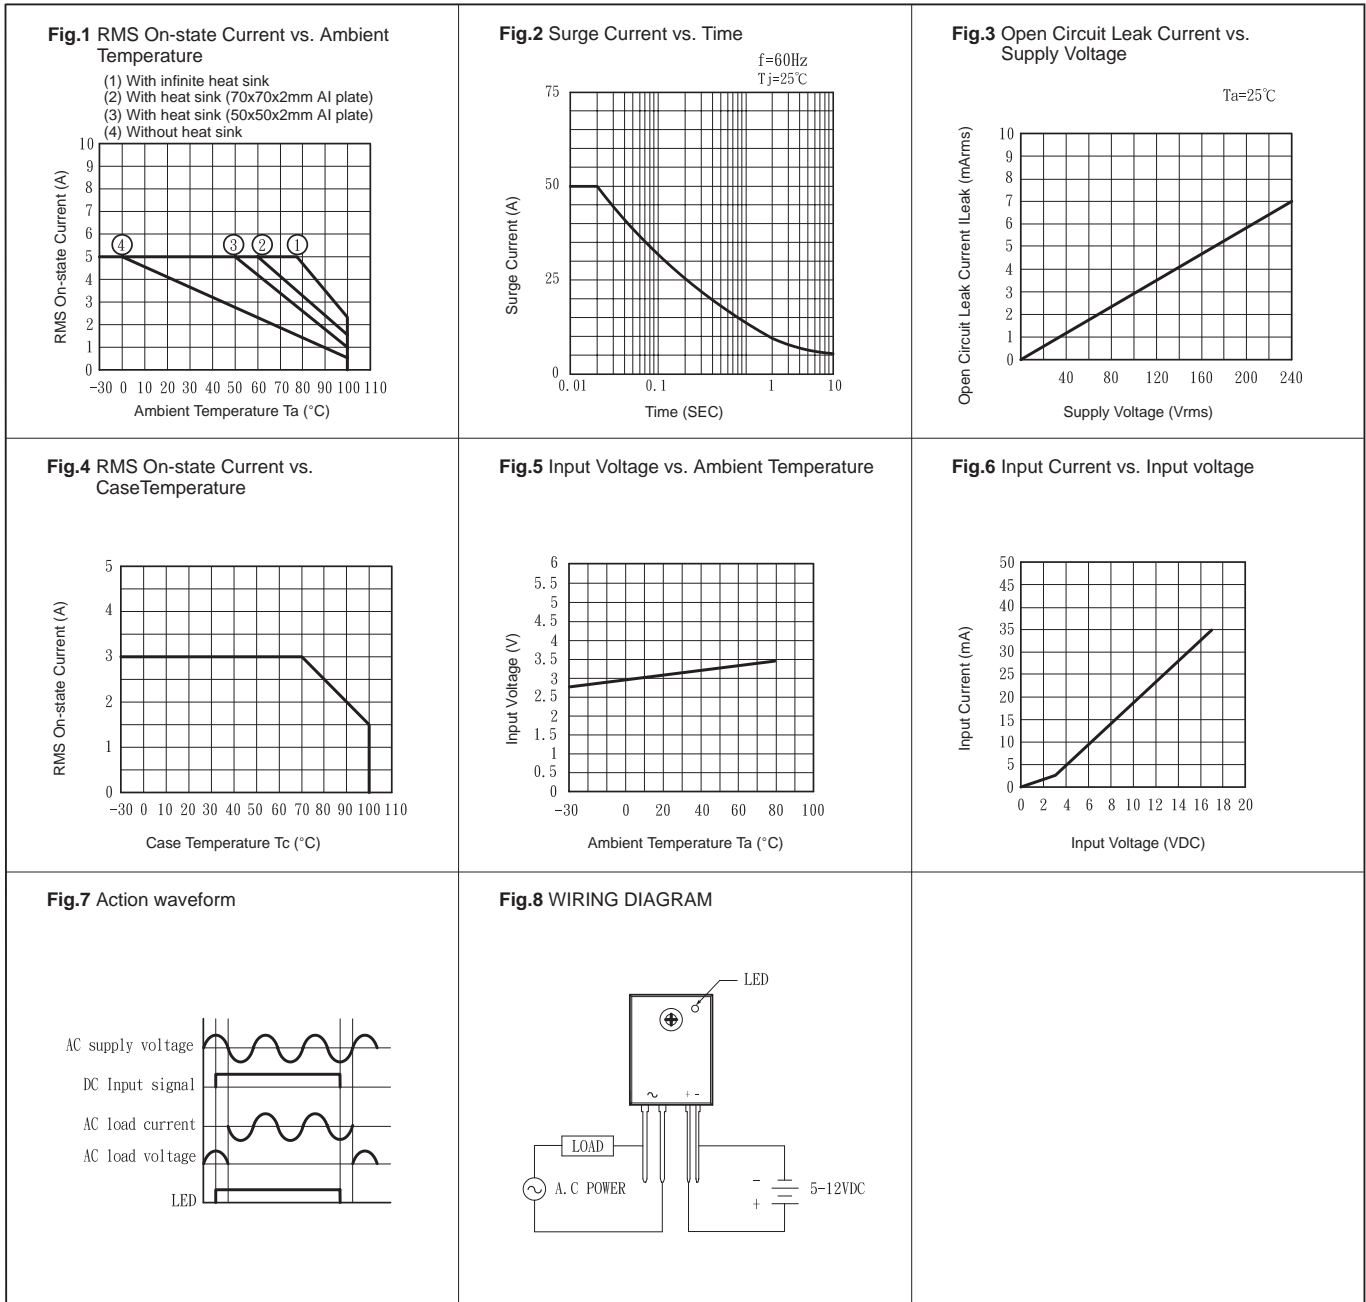 Fig.1 RMS On-state Current vs. Ambient
Temperature
(1) With infinite heat sink
(2) With heat sink (70x70x2mm AI plate)
(3) With heat sink (50x50x2mm AI plate)
(4) Without heat sink
10
9
8
7
6
5
4
3
2
1
0
RMS On-state Current (A)
4
3
2
1
-30 0 10 20 30 40 50 60 70 80 90 100 110
Ambient Temperature Ta (°C)
Fig.2 Surge Current vs. Time
f=60Hz
Tj=25℃
75
50
25
0
Surge Current (A)
0.01 0.1 1 10
Time (SEC)
Fig.3 Open Circuit Leak Current vs.
Supply Voltage
Ta=25℃
10
9
8
7
6
5
4
3
2
1
0
Open Circuit Leak Current ILeak (mArms)
40 80 120 160 200 240
Supply Voltage (Vrms)
Fig.4 RMS On-state Current vs.
CaseTemperature
5
4
3
2
1
0
RMS On-state Current (A)
-30 0 10 20 30 40 50 60 70 80 90 100 110
Case Temperature Tc (°C)
Fig.5 Input Voltage vs. Ambient Temperature
6
5.5
5
4.5
4
3.5
3
2.5
2
1.5
1
0.5
0
Input Voltage (V)
-30 0 20 40 60 80 100
Ambient Temperature Ta (°C)
Fig.6 Input Current vs. Input voltage
50
45
40
35
30
25
20
15
10
5
0
Input Current (mA)
0 2 4 6 8 10 12 14 16 18 20
Input Voltage (VDC)
Fig.7 Action waveform
AC supply voltage
DC Input signal
AC load current
AC load voltage
LED
Fig.8 WIRING DIAGRAM
LED
~ + -
LOAD
A.C POWER
-
+
5-12VDC